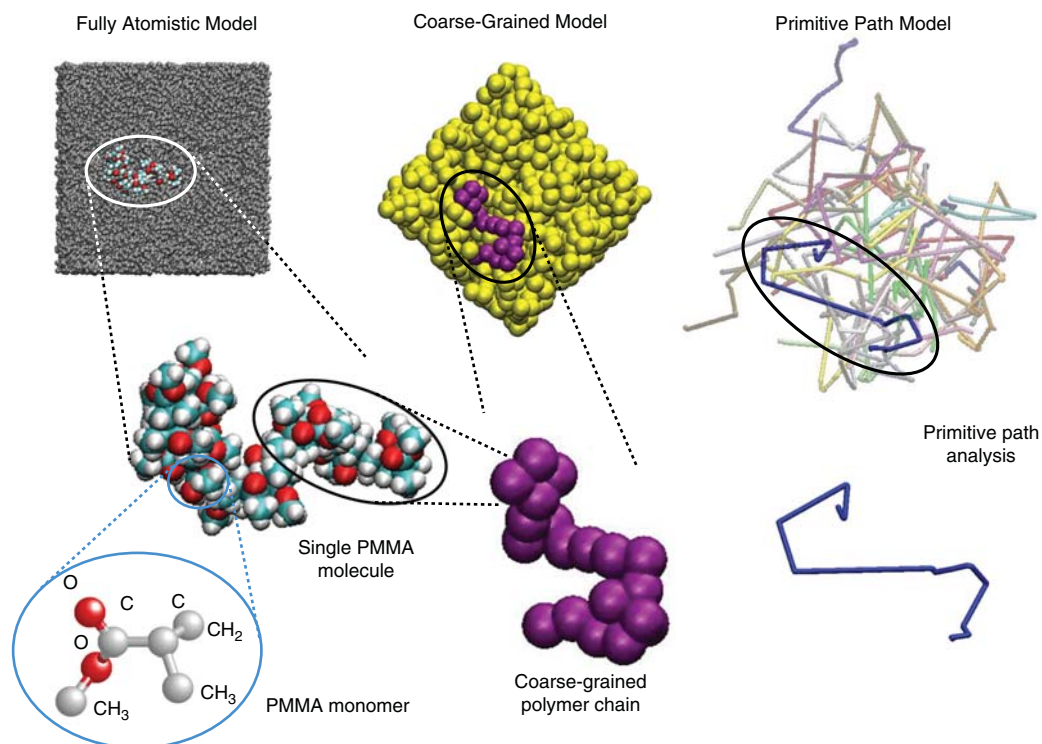 Fully Atomistic Model
Coarse-Grained Model
Primitive Path Model
Primitive path
analysis
Single PMMA
molecule
O
C
C
O
CH₂
CH₃
CH₃
PMMA monomer
Coarse-grained
polymer chain